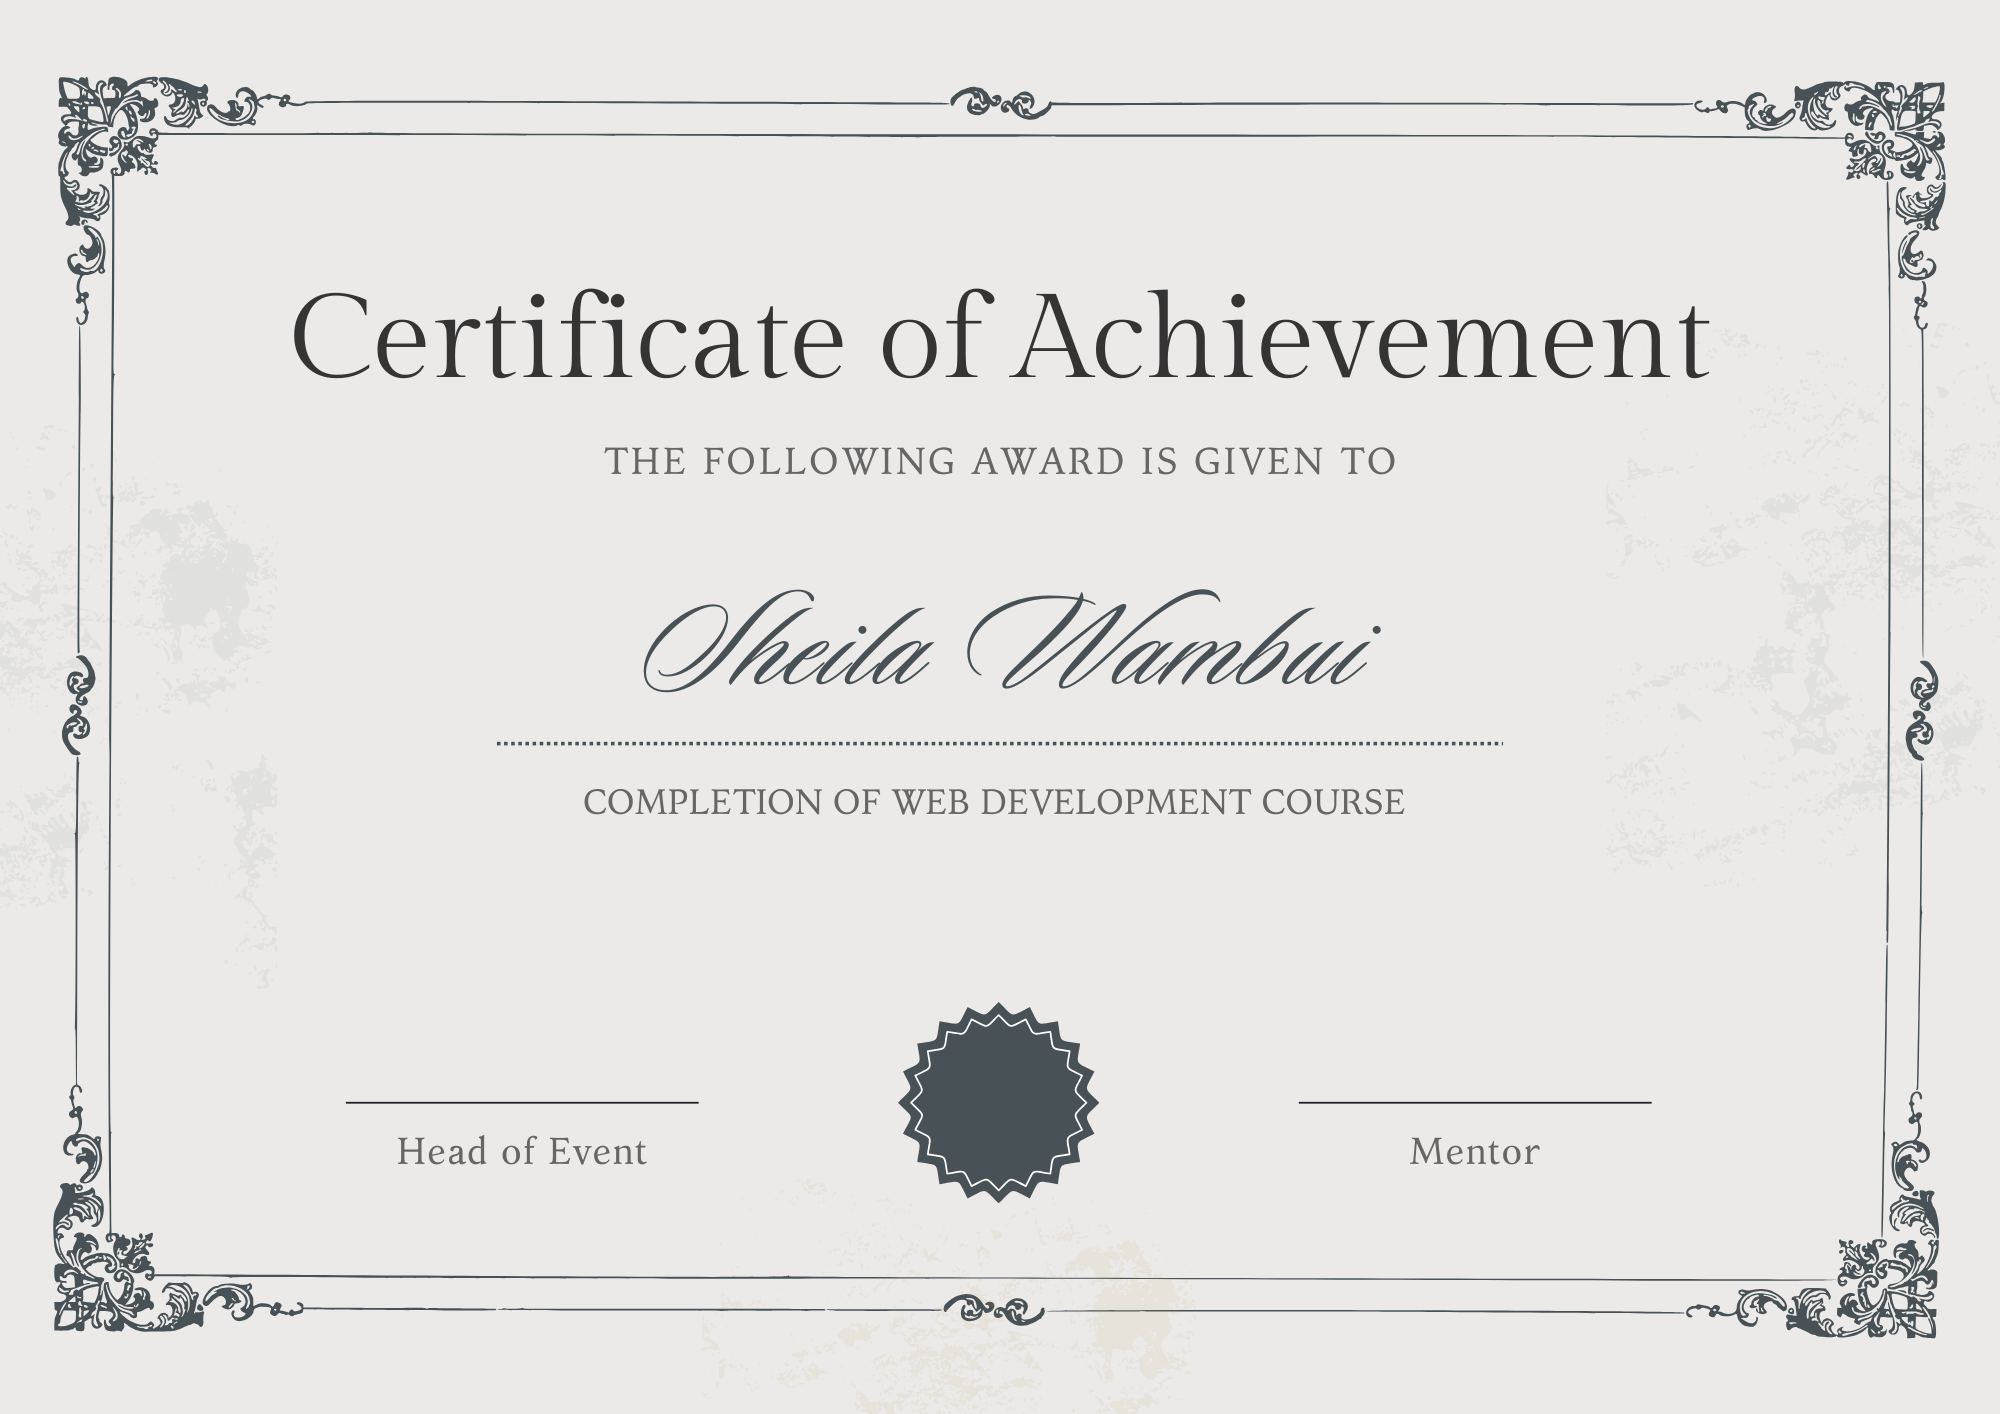 Certificate of Achievement
THE FOLLOWING AWARD IS GIVEN TO
Sheila Wambui
COMPLETION OF WEB DEVELOPMENT COURSE
Head of Event
Mentor